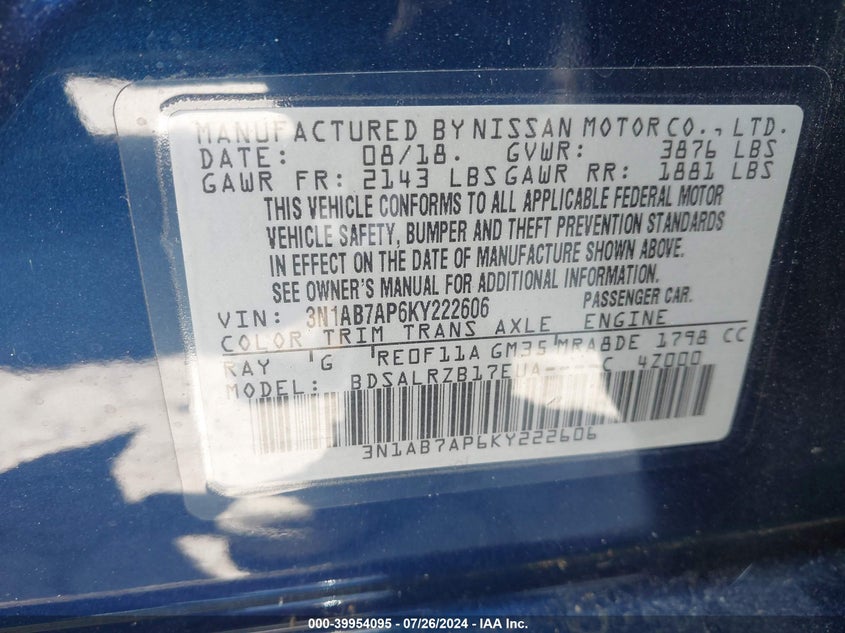 MANUFACTURED BY NISSAN MOTOR CO., LTD.
DATE: 08/18. GVWR: 3876 LBS
GAWR FR: 2143 LBS GAWR RR: 1881 LBS
THIS VEHICLE CONFORMS TO ALL APPLICABLE FEDERAL MOTOR
VEHICLE SAFETY, BUMPER AND THEFT PREVENTION STANDARDS
IN EFFECT ON THE DATE OF MANUFACTURE SHOWN ABOVE.
SEE OWNER'S MANUAL FOR ADDITIONAL INFORMATION.
VIN: 3N1AB7AP6KY222606 PASSENGER CAR.
COLOR TRIM TRANS AXLE ENGINE
RAY G RE0F11A GM35 MRA8DE 1798 CC
MODEL: BDSALRZB17EUA----C 4Z000
3N1AB7AP6KY222606
000-39954095 - 07/26/2024 - IAA Inc.